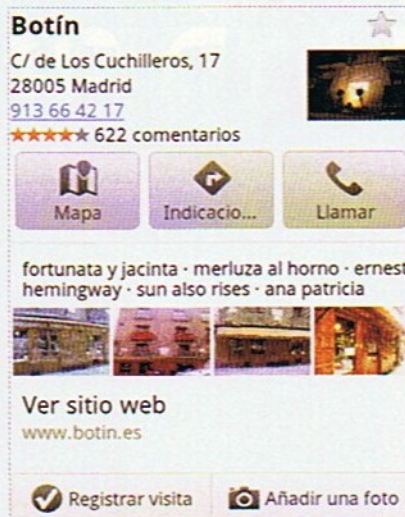 Botín
C/ de Los Cuchilleros, 17
28005 Madrid
913 66 42 17
622 comentarios
Mapa
Indicacio...
Llamar
fortunata y jacinta · merluza al horno · ernest
hemingway · sun also rises · ana patricia
Ver sitio web
www.botin.es
Registrar visita
Añadir una foto